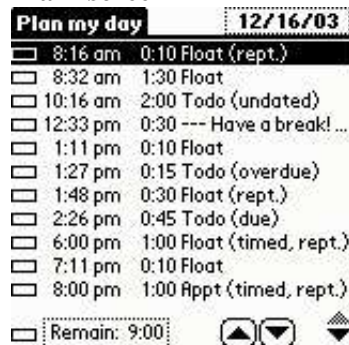 Plan my day 12/16/03
8:16 am 0:10 Float (rept.)
8:32 am 1:30 Float
10:16 am 2:00 Todo (undated)
12:33 pm 0:30 --- Have a break! ...
1:11 pm 0:10 Float
1:27 pm 0:15 Todo (overdue)
1:48 pm 0:30 Float (rept.)
2:26 pm 0:45 Todo (due)
6:00 pm 1:00 Float (timed, rept.)
7:11 pm 0:10 Float
8:00 pm 1:00 Appt (timed, rept.)
Remain: 9:00